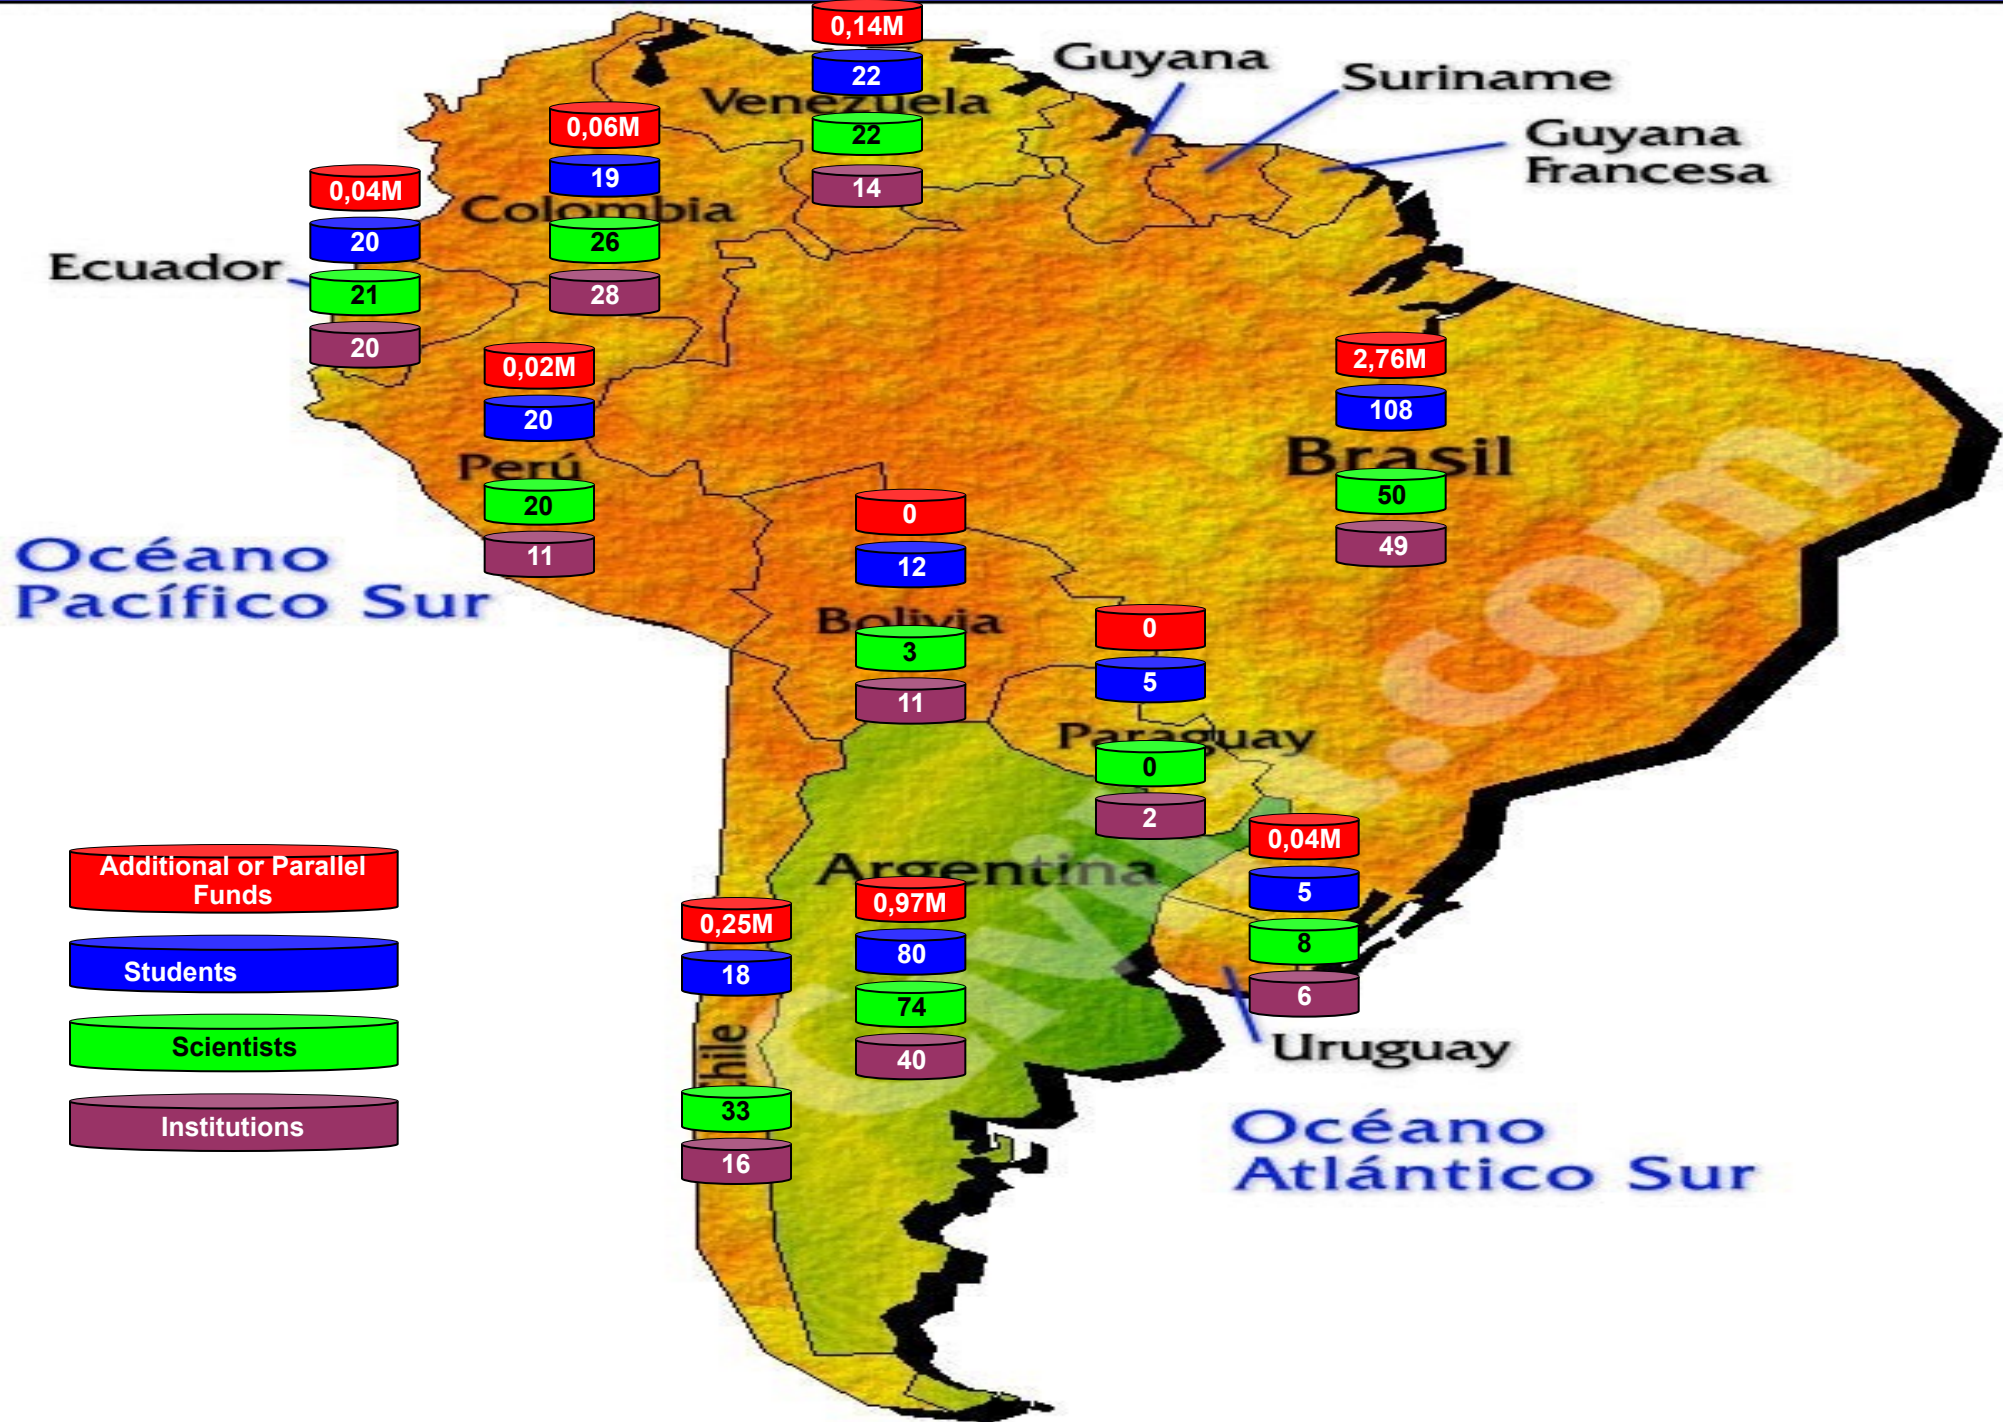 0,14M
22
Venezuela
22
14
Guyana
Suriname
Guyana
Francesa
0,06M
19
Colombia
26
28
0,04M
20
Ecuador
21
20
0,02M
20
Perú
20
11
2,76M
108
Brasil
50
49
Océano
Pacífico Sur
0
12
Bolivia
3
11
0
5
Paraguay
0
2
0,04M
5
8
6
Uruguay
Argentina
0,97M
80
74
40
0,25M
18
Chile
33
16
Additional or Parallel
Funds
Students
Scientists
Institutions
Océano
Atlántico Sur